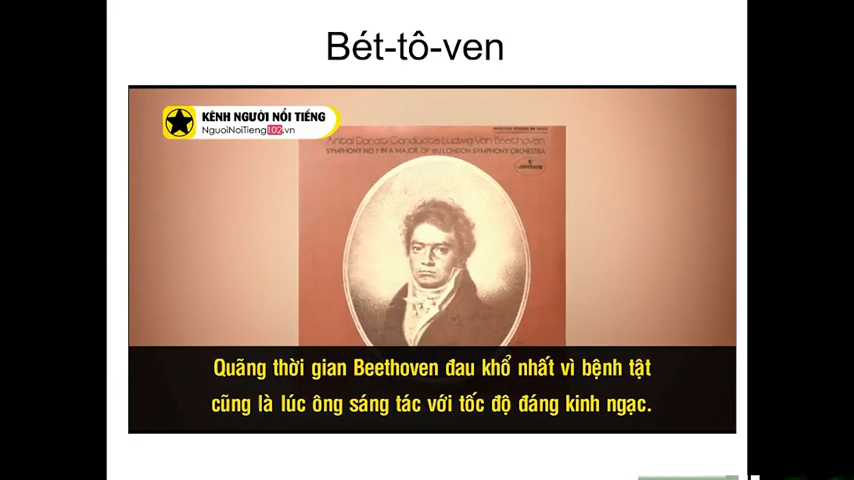 Bét-tô-ven
KÊNH NGƯỜI NỔI TIẾNG
NguoiNoiTieng102.vn
Antal Dorati Conducts Ludwig Van Beethoven
SYMPHONY NO 7 IN A MAJOR, OP 92 / LONDON SYMPHONY ORCHESTRA
Quãng thời gian Beethoven đau khổ nhất vì bệnh tật
cũng là lúc ông sáng tác với tốc độ đáng kinh ngạc.